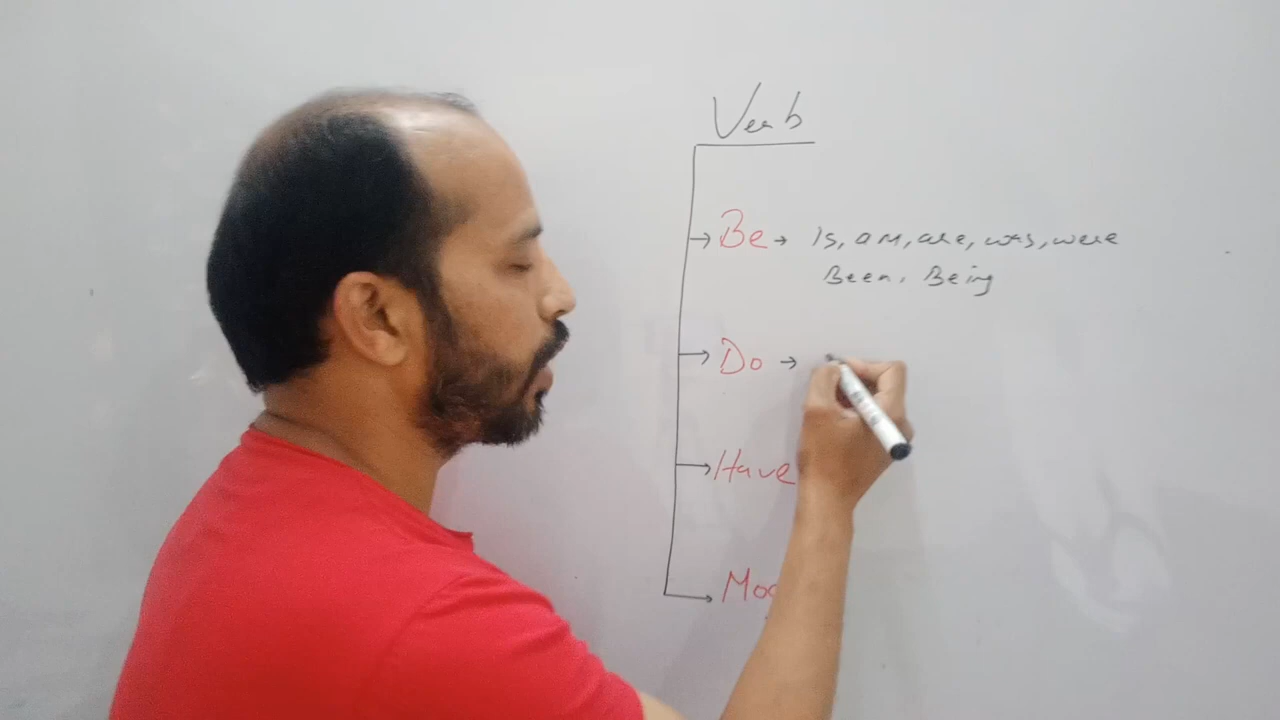 Verb
Be → Is, am, are, was, were
Been, Being
Do →
Have